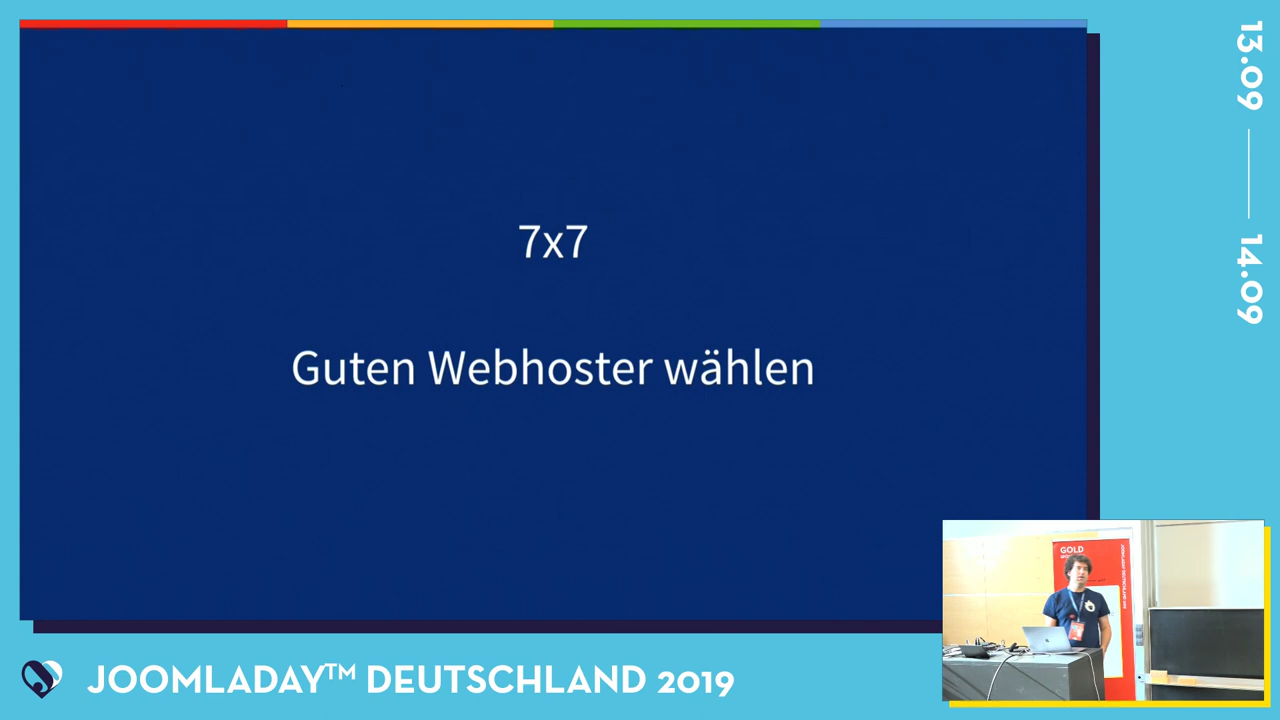 7x7
Guten Webhoster wählen
13.09
14.09
GOLD
JOOMLADAY™ DEUTSCHLAND 2019